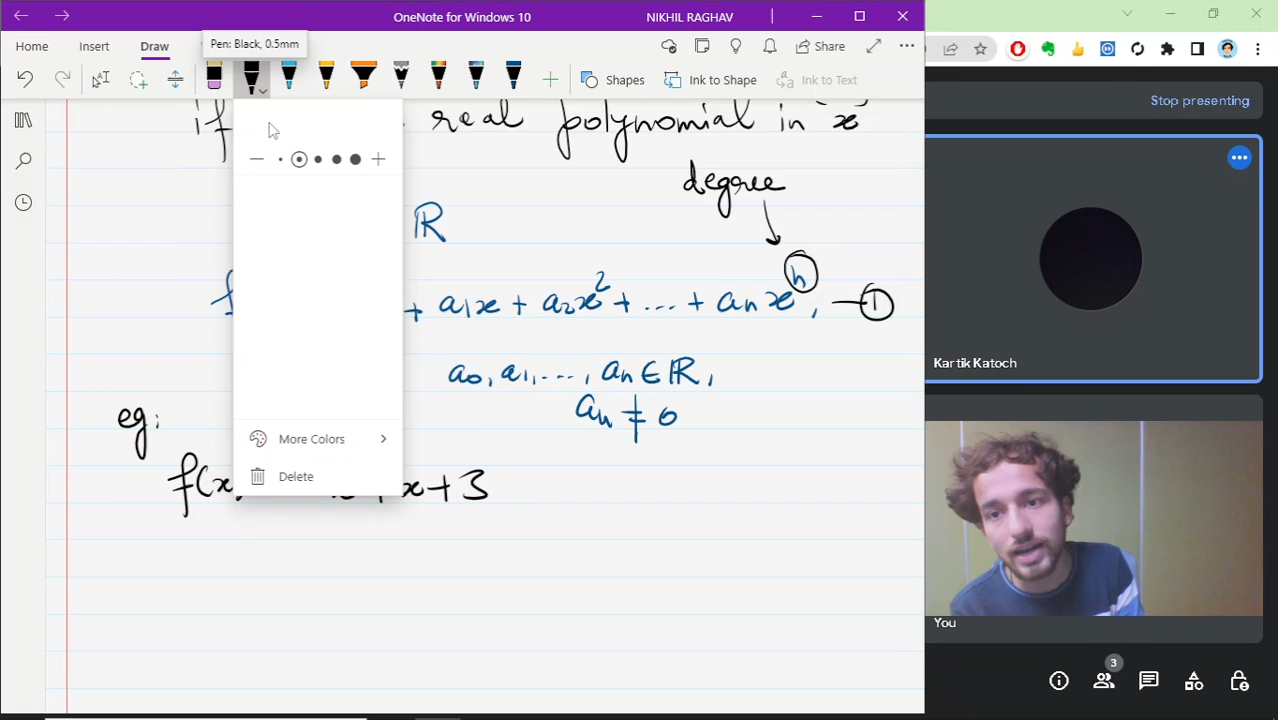 OneNote for Windows 10
NIKHIL RAGHAV
Home Insert Draw
Pen: Black, 0.5mm
Share
Shapes
Ink to Shape
Ink to Text
Stop presenting
if real polynomial in 'x'
degree
ℝ
f + a₁x + a₂x² + ... + aₙxⁿ, —①
a₀, a₁, ..., aₙ ∈ ℝ,
aₙ ≠ 0
eg:
f(x) x + 3
More Colors
Delete
Kartik Katoch
You
3